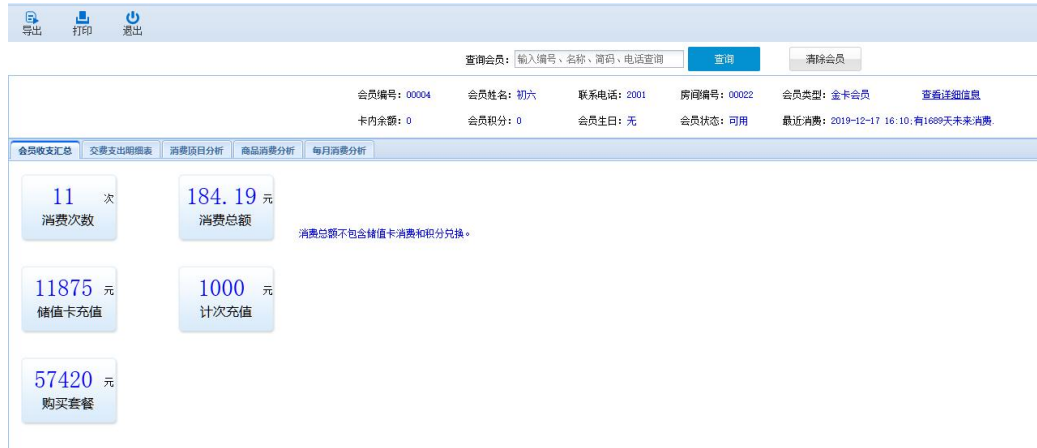 导出 打印 退出
查询会员: 输入编号、名称、简码、电话查询 查询 清除会员
会员编号: 00004 会员姓名: 初六 联系电话: 2001 房间编号: 00022 会员类型: 金卡会员 查看详细信息
卡内余额: 0 会员积分: 0 会员生日: 无 会员状态: 可用 最近消费: 2019-12-17 16:10;有1689天未来消费.
会员收支汇总 交费支出明细表 消费项目分析 商品消费分析 每月消费分析
11 次 184.19 元
消费次数 消费总额
消费总额不包含储值卡消费和积分兑换。
11875 元 1000 元
储值卡充值 计次充值
57420 元
购买套餐